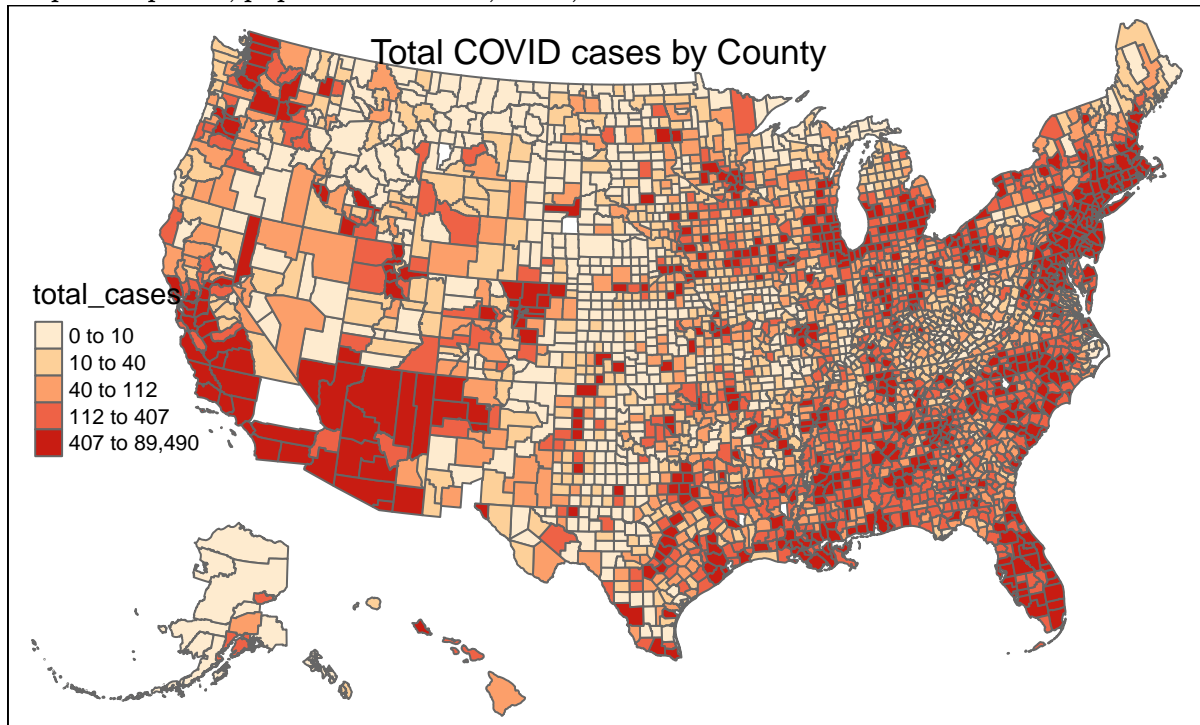 Total COVID cases by County
total_cases
0 to 10
10 to 40
40 to 112
112 to 407
407 to 89,490